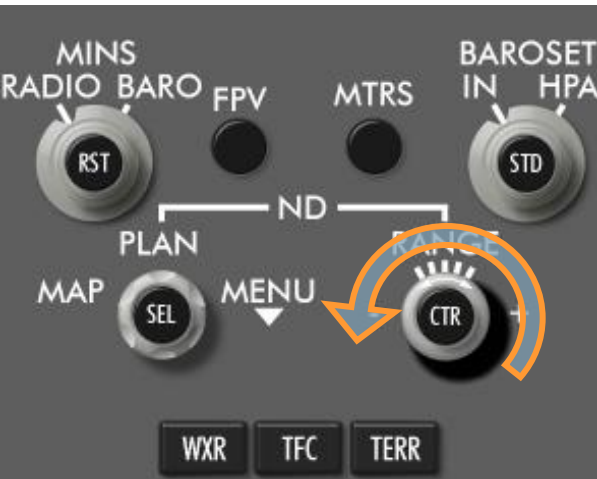 MINS
RADIO BARO
FPV
MTRS
BAROSET
IN HPA
RST
STD
ND
PLAN
RANGE
MAP
MENU
SEL
CTR
+
WXR
TFC
TERR